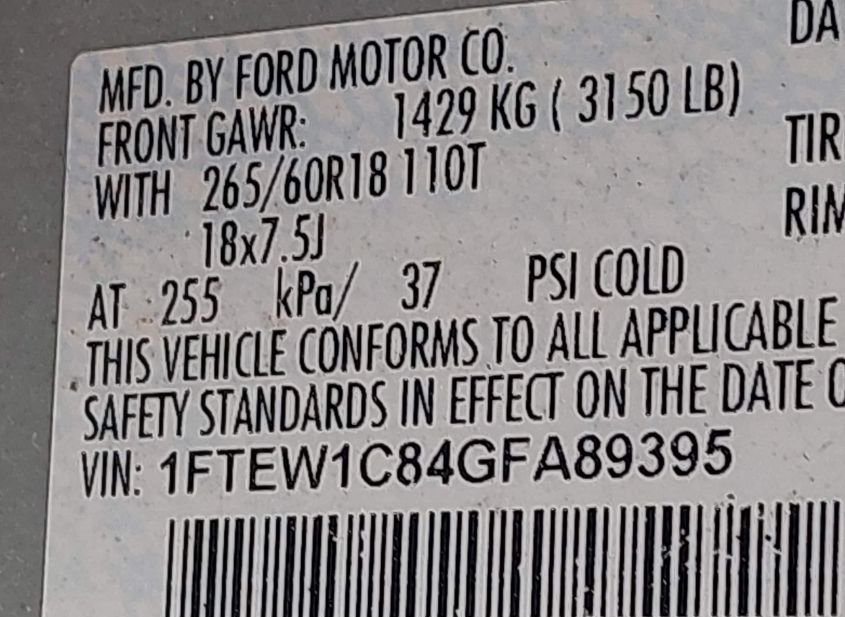 MFD. BY FORD MOTOR CO. DA
FRONT GAWR: 1429 KG ( 3150 LB)
WITH 265/60R18 110T TIR
18x7.5J RIM
AT 255 kPa/ 37 PSI COLD
THIS VEHICLE CONFORMS TO ALL APPLICABLE
SAFETY STANDARDS IN EFFECT ON THE DATE O
VIN: 1FTEW1C84GFA89395